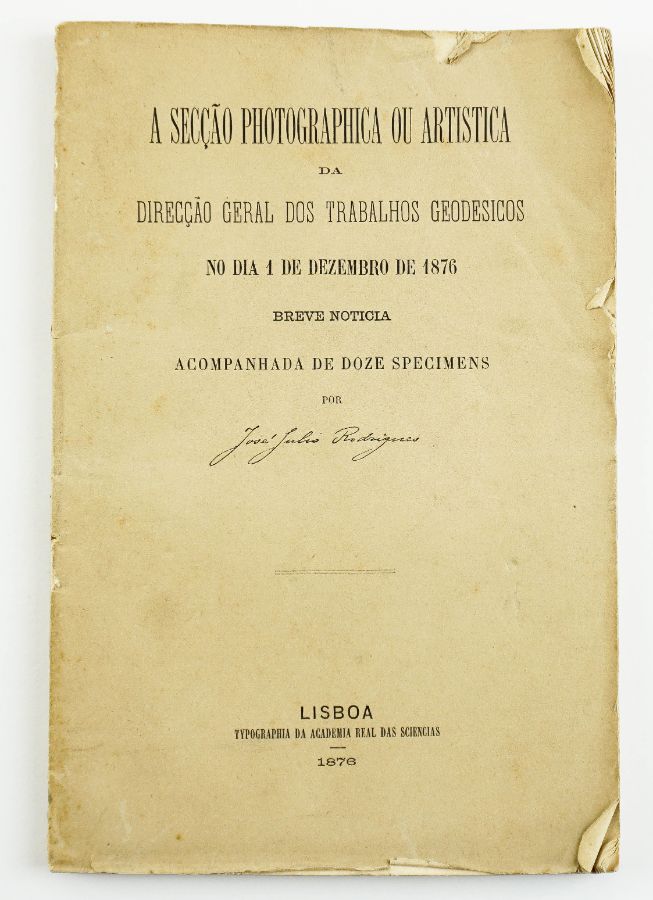 A SECÇÃO PHOTOGRAPHICA OU ARTISTICA
DA
DIRECÇÃO GERAL DOS TRABALHOS GEODESICOS
NO DIA 1 DE DEZEMBRO DE 1876
BREVE NOTICIA
ACOMPANHADA DE DOZE SPECIMENS
POR
José Julio Rodrigues
LISBOA
TYPOGRAPHIA DA ACADEMIA REAL DAS SCIENCIAS
1876